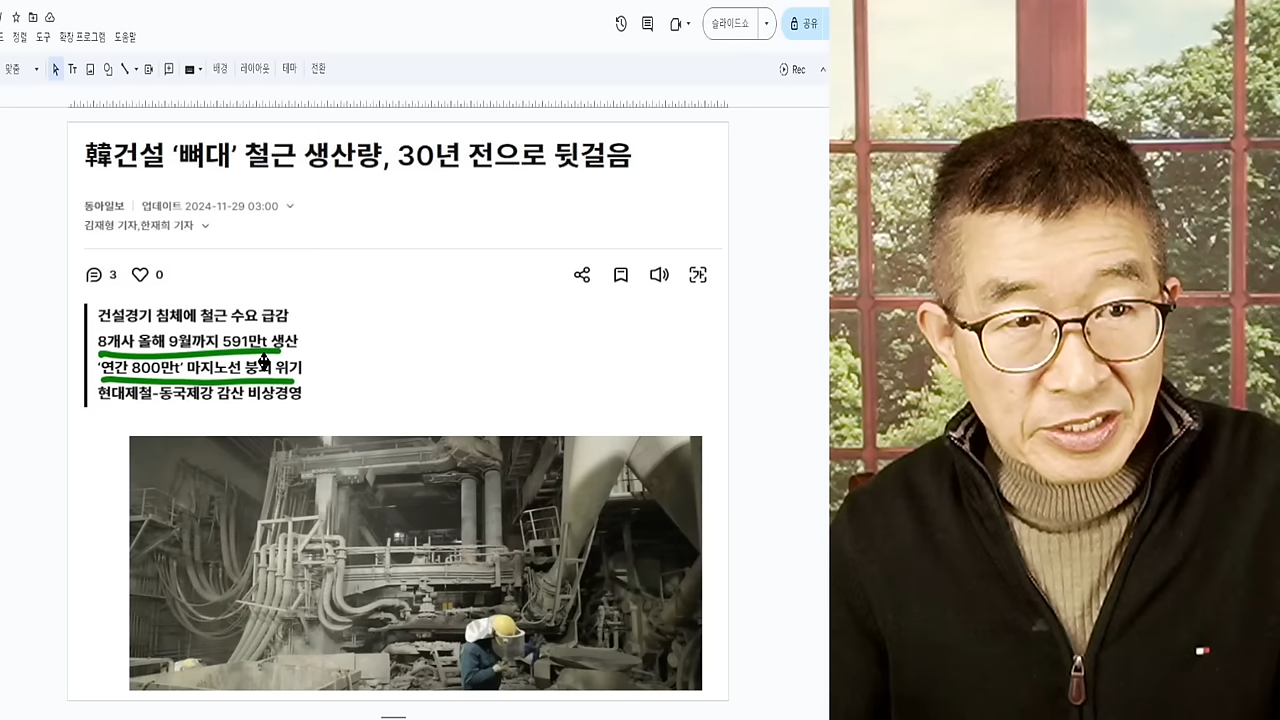 슬라이드쇼
공유
정렬 도구 확장 프로그램 도움말
맞춤
Tт
배경
레이아웃
테마
전환
Rec
韓건설 ‘뼈대’ 철근 생산량, 30년 전으로 뒷걸음
동아일보
업데이트 2024-11-29 03:00
김재형 기자,한재희 기자
3
0
가
건설경기 침체에 철근 수요 급감
8개사 올해 9월까지 591만t 생산
‘연간 800만t’ 마지노선 붕괴 위기
현대제철-동국제강 감산 비상경영